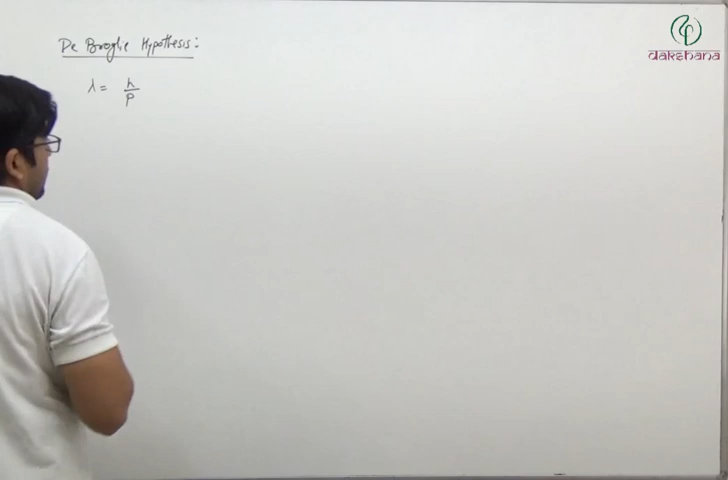 De Broglie Hypothesis:
λ = h/p
dakshana